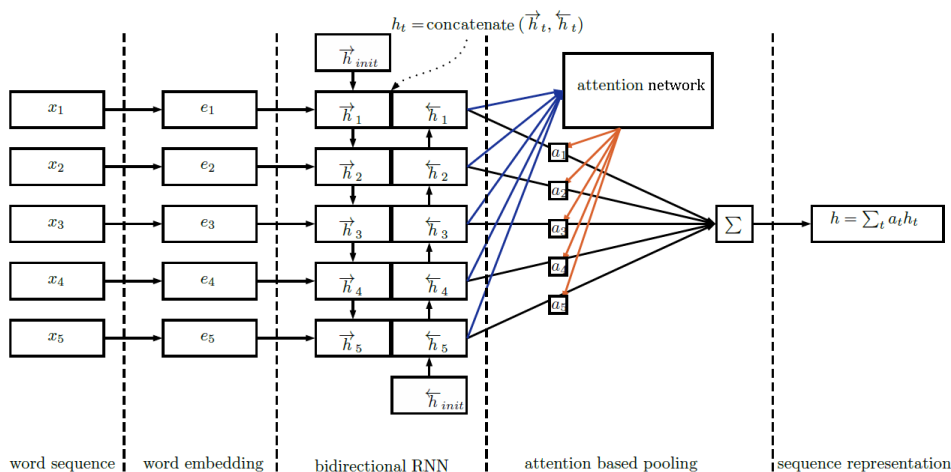 h_t = concatenate (→h_t, ←h_t)
→h_init
attention network
x_1 e_1 →h_1 ←h_1
a_1
x_2 e_2 →h_2 ←h_2
a_2
x_3 e_3 →h_3 ←h_3 a_3 ∑ h = ∑_t a_t h_t
a_4
x_4 e_4 →h_4 ←h_4
a_5
x_5 e_5 →h_5 ←h_5
←h_init
word sequence word embedding bidirectional RNN attention based pooling sequence representation